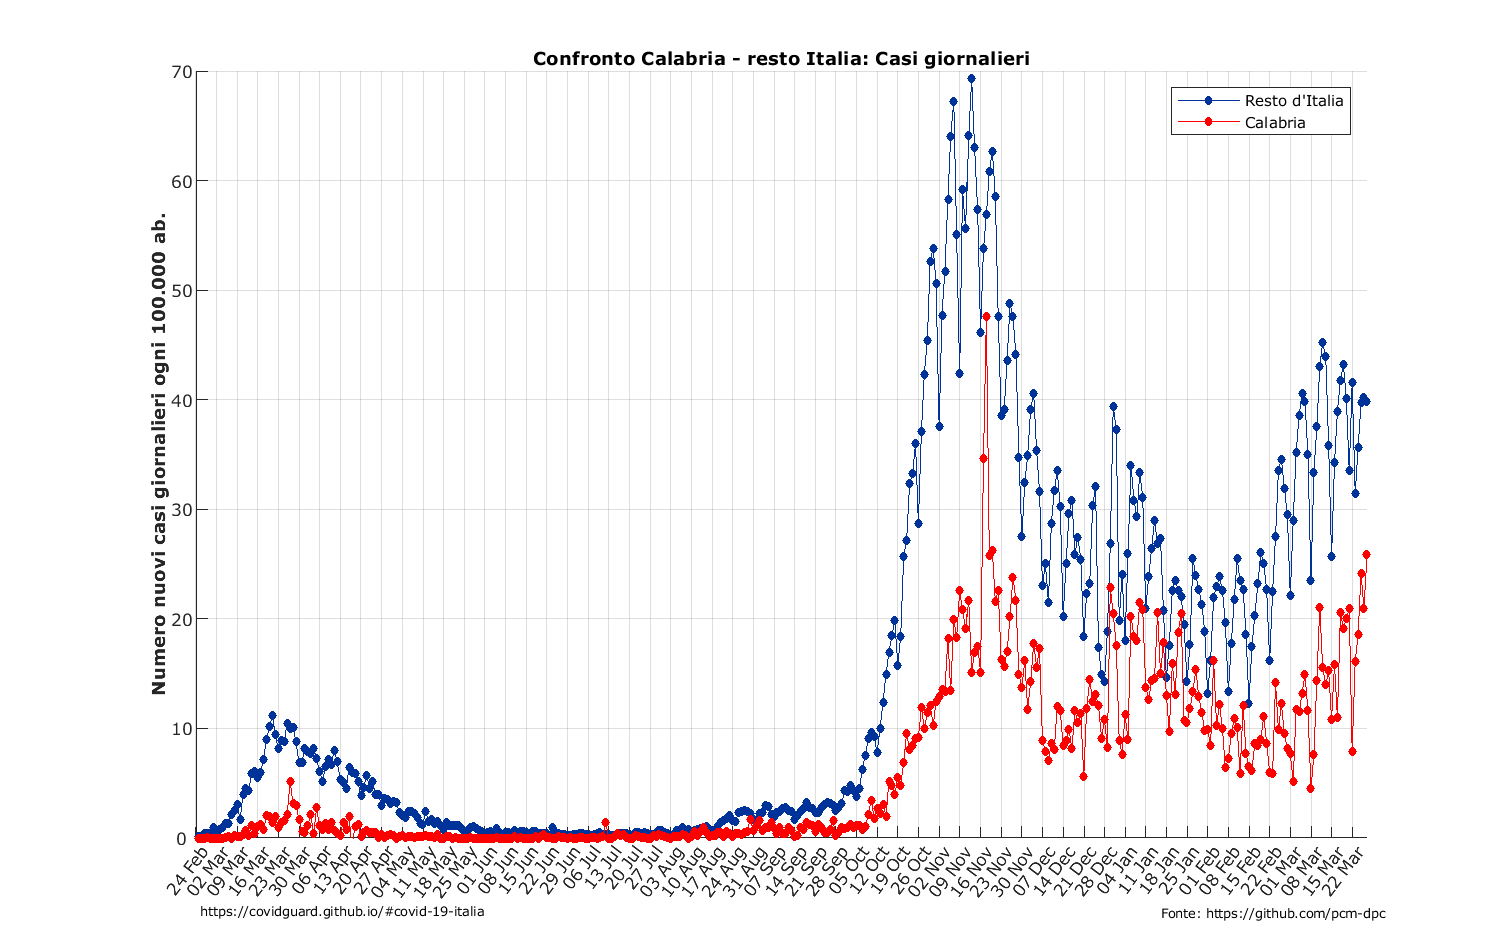 Confronto Calabria - resto Italia: Casi giornalieri
Resto d'Italia
Calabria
Numero nuovi casi giornalieri ogni 100.000 ab.
70
60
50
40
30
20
10
0
24 Feb
02 Mar
09 Mar
16 Mar
23 Mar
30 Mar
06 Apr
13 Apr
20 Apr
27 Apr
04 May
11 May
18 May
25 May
01 Jun
08 Jun
15 Jun
22 Jun
29 Jun
06 Jul
13 Jul
20 Jul
27 Jul
03 Aug
10 Aug
17 Aug
24 Aug
31 Aug
07 Sep
14 Sep
21 Sep
28 Sep
05 Oct
12 Oct
19 Oct
26 Oct
02 Nov
09 Nov
16 Nov
23 Nov
30 Nov
07 Dec
14 Dec
21 Dec
28 Dec
04 Jan
11 Jan
18 Jan
25 Jan
01 Feb
08 Feb
15 Feb
22 Feb
01 Mar
08 Mar
15 Mar
22 Mar
https://covidguard.github.io/#covid-19-italia
Fonte: https://github.com/pcm-dpc